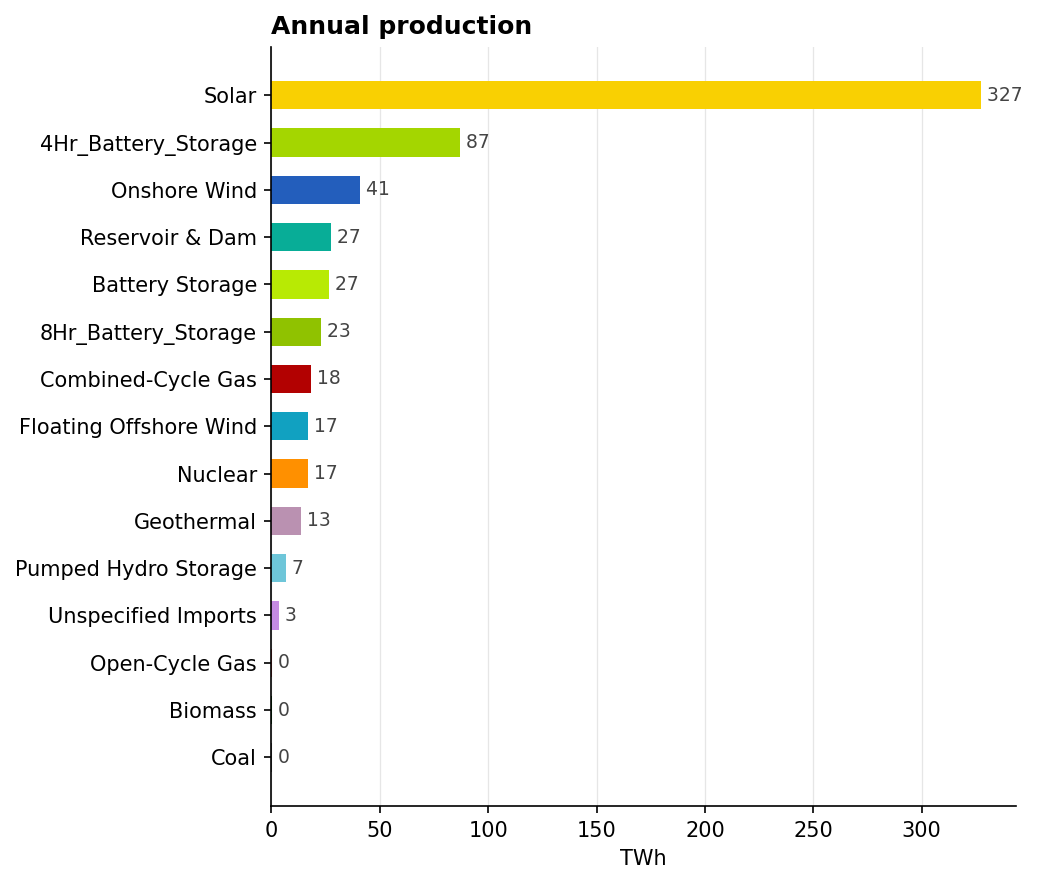 Annual production
Solar 327
4Hr_Battery_Storage 87
Onshore Wind 41
Reservoir & Dam 27
Battery Storage 27
8Hr_Battery_Storage 23
Combined-Cycle Gas 18
Floating Offshore Wind 17
Nuclear 17
Geothermal 13
Pumped Hydro Storage 7
Unspecified Imports 3
Open-Cycle Gas 0
Biomass 0
Coal 0
0 50 100 150 200 250 300
TWh